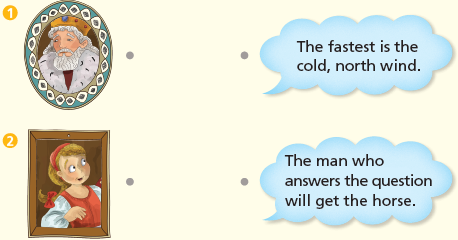 1
The fastest is the
cold, north wind.
2
The man who
answers the question
will get the horse.